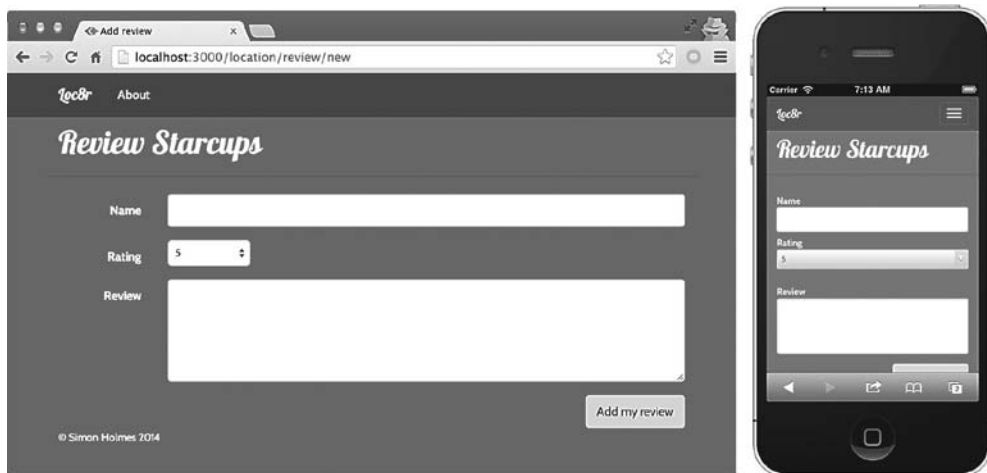 Add review
localhost:3000/location/review/new
Loc8r About
Review Starcups
Name
Rating
5
Review
Add my review
© Simon Holmes 2014
Carrier 7:13 AM
Loc8r
Review Starcups
Name
Rating
5
Review